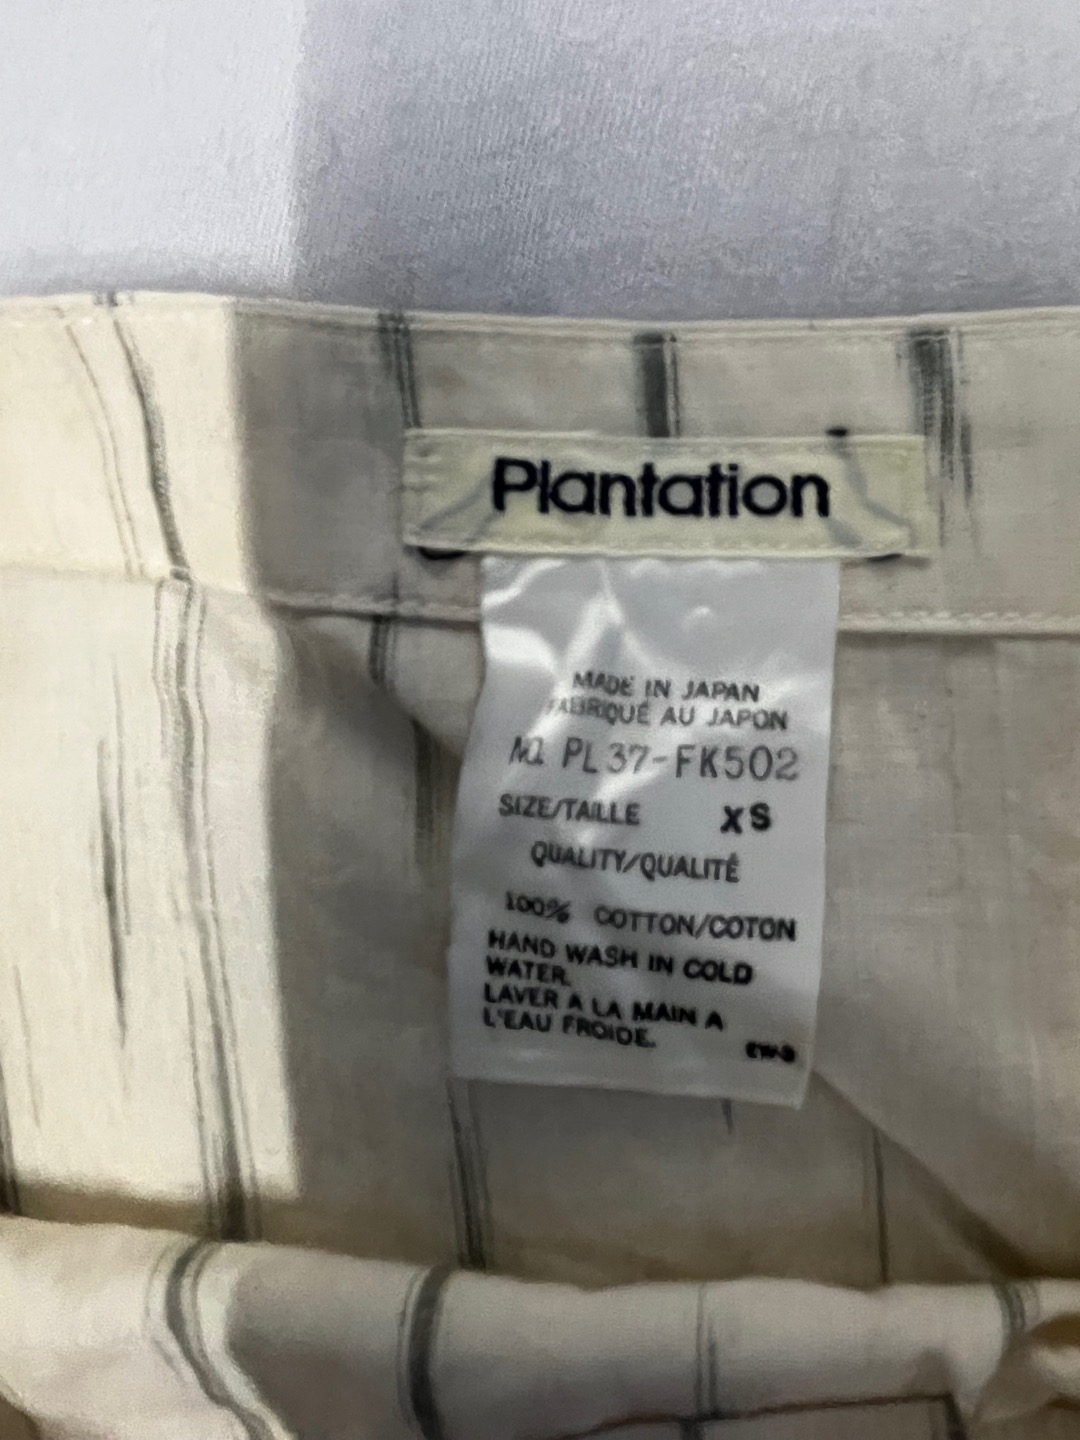 Plantation
MADE IN JAPAN
FABRIQUÉ AU JAPON
M1 PL37-FK502
SIZE/TAILLE XS
QUALITY/QUALITÉ
100% COTTON/COTON
HAND WASH IN COLD
WATER.
LAVER A LA MAIN A
L'EAU FROIDE.